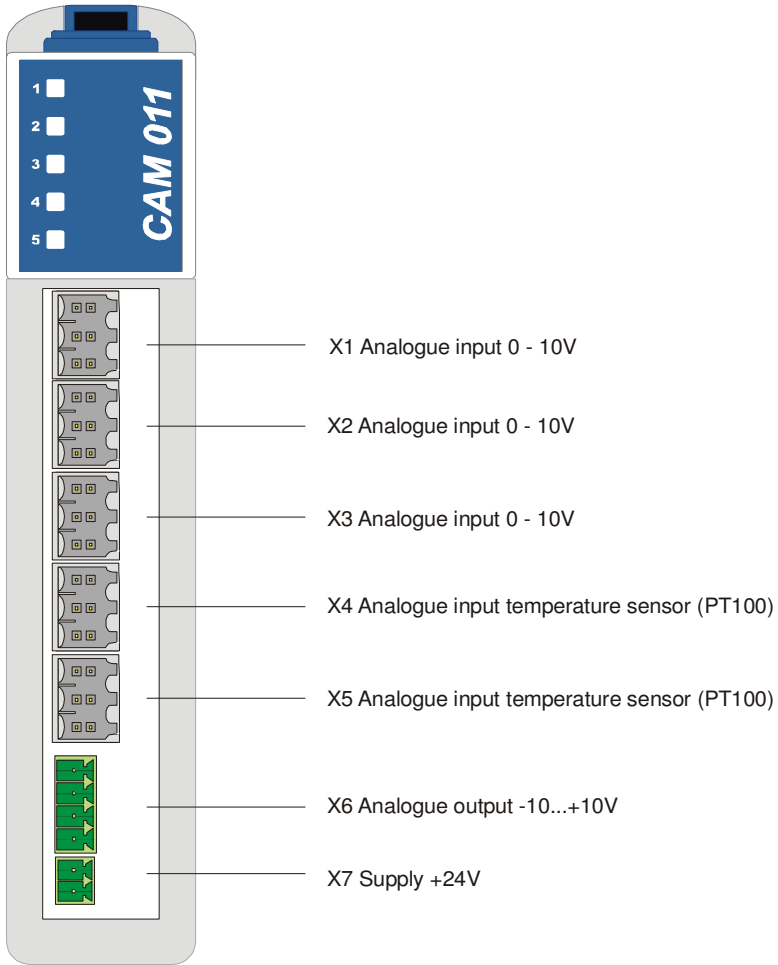 1
2
3
4
5
CAM 011
X1 Analogue input 0 - 10V
X2 Analogue input 0 - 10V
X3 Analogue input 0 - 10V
X4 Analogue input temperature sensor (PT100)
X5 Analogue input temperature sensor (PT100)
X6 Analogue output -10...+10V
X7 Supply +24V